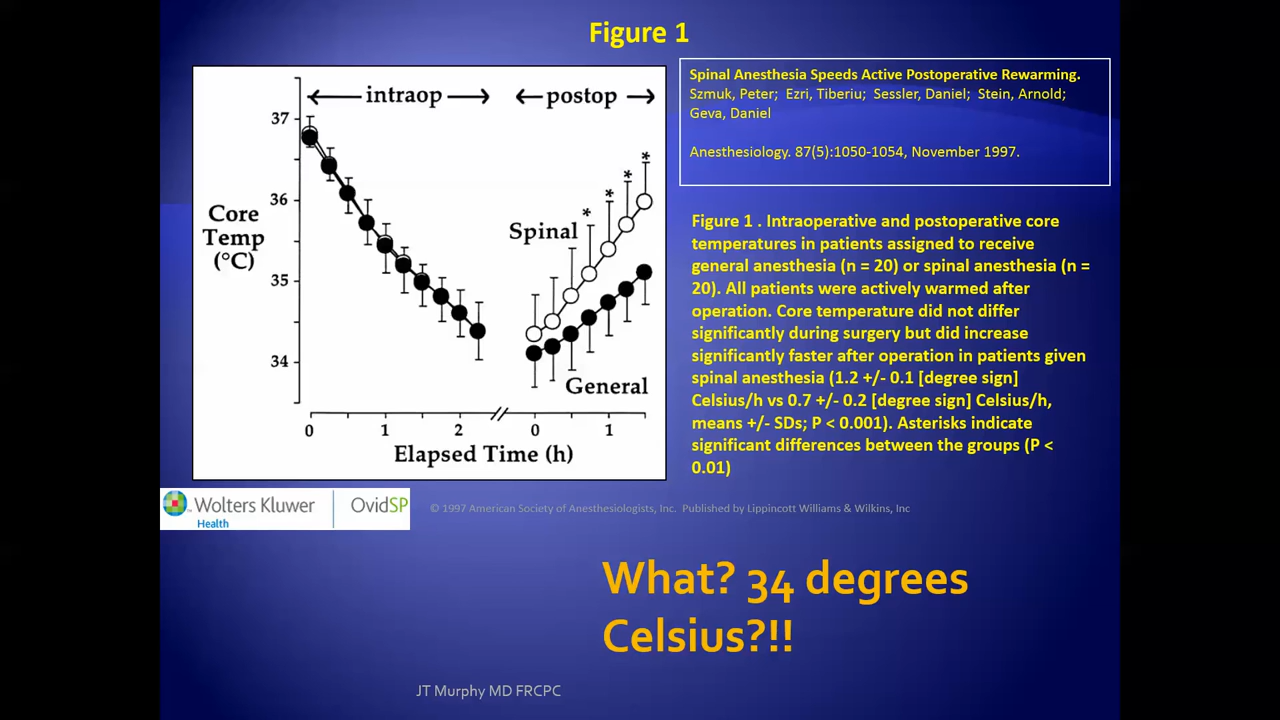 Figure 1
intraop
postop
37
36
35
34
Core
Temp
(°C)
Spinal
* * * *
General
0 1 2 0 1
Elapsed Time (h)
Spinal Anesthesia Speeds Active Postoperative Rewarming.
Szmuk, Peter; Ezri, Tiberiu; Sessler, Daniel; Stein, Arnold;
Geva, Daniel
Anesthesiology. 87(5):1050-1054, November 1997.
Figure 1 . Intraoperative and postoperative core
temperatures in patients assigned to receive
general anesthesia (n = 20) or spinal anesthesia (n =
20). All patients were actively warmed after
operation. Core temperature did not differ
significantly during surgery but did increase
significantly faster after operation in patients given
spinal anesthesia (1.2 +/- 0.1 [degree sign]
Celsius/h vs 0.7 +/- 0.2 [degree sign] Celsius/h,
means +/- SDs; P < 0.001). Asterisks indicate
significant differences between the groups (P <
0.01)
Wolters Kluwer
Health
OvidSP
© 1997 American Society of Anesthesiologists, Inc. Published by Lippincott Williams & Wilkins, Inc
What? 34 degrees
Celsius?!!
JT Murphy MD FRCPC